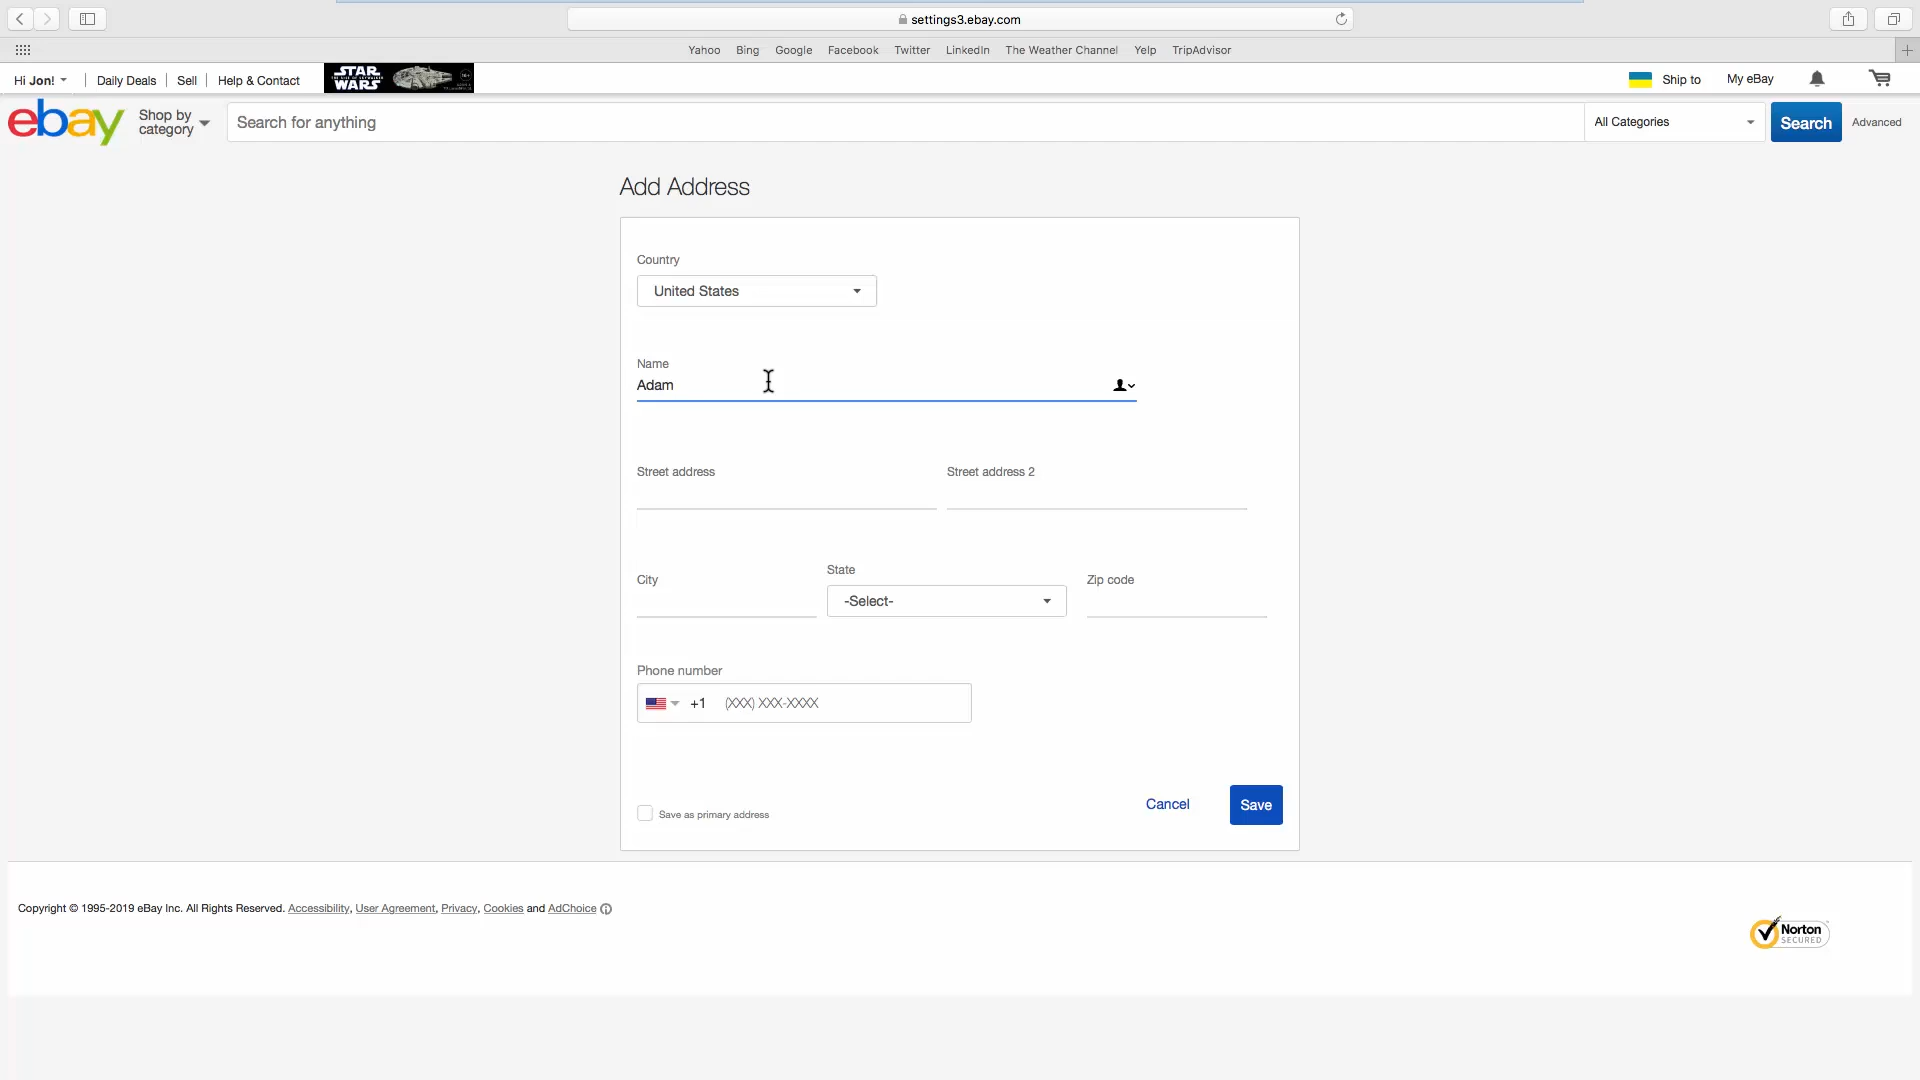 settings3.ebay.com
Yahoo Bing Google Facebook Twitter LinkedIn The Weather Channel Yelp TripAdvisor
Hi Jon! Daily Deals Sell Help & Contact STAR WARS Ship to My eBay
ebay Shop by category Search for anything All Categories Search Advanced
Add Address
Country
United States
Name
Adam
Street address Street address 2
City State Zip code
-Select-
Phone number
+1 (XXX) XXX-XXXX
Save as primary address Cancel Save
Copyright © 1995-2019 eBay Inc. All Rights Reserved. Accessibility, User Agreement, Privacy, Cookies and AdChoice
Norton
SECURED